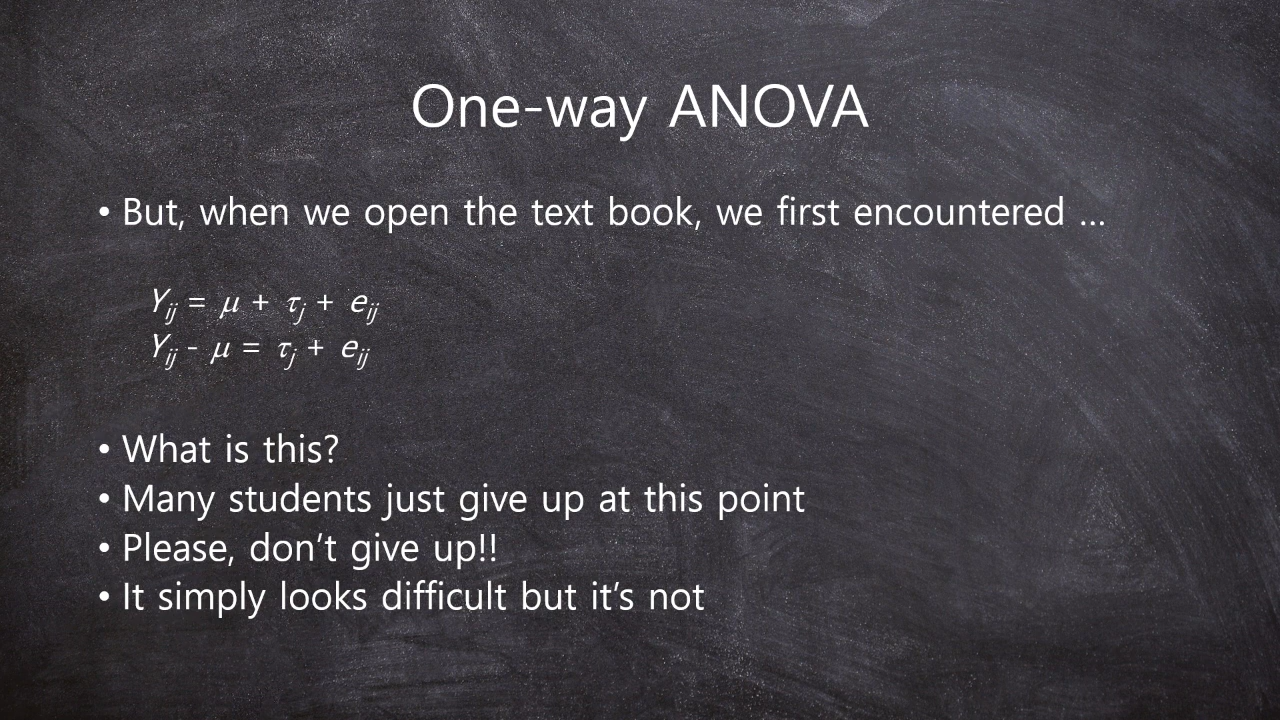 One-way ANOVA
• But, when we open the text book, we first encountered ...
Yij = μ + τj + eij
Yij - μ = τj + eij
• What is this?
• Many students just give up at this point
• Please, don’t give up!!
• It simply looks difficult but it’s not